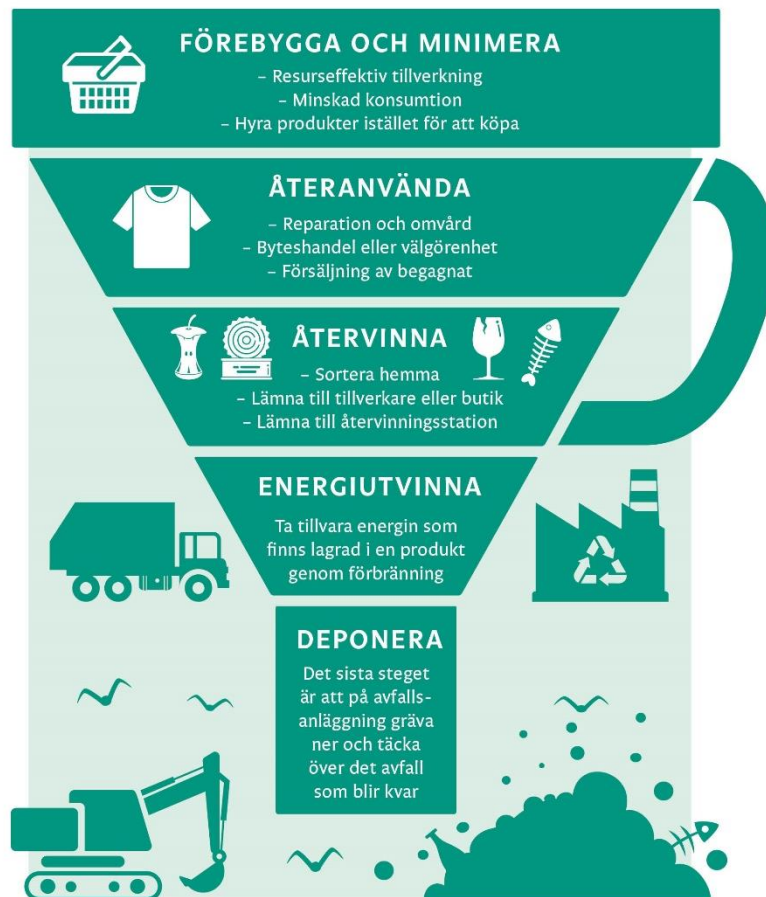 FÖREBYGGA OCH MINIMERA
– Resurseffektiv tillverkning
– Minskad konsumtion
– Hyra produkter istället för att köpa
ÅTERANVÄNDA
– Reparation och omvård
– Byteshandel eller välgörenhet
– Försäljning av begagnat
ÅTERVINNA
– Sortera hemma
– Lämna till tillverkare eller butik
– Lämna till återvinningsstation
ENERGIUTVINNA
Ta tillvara energin som
finns lagrad i en produkt
genom förbränning
DEPONERA
Det sista steget
är att på avfalls-
anläggning gräva
ner och täcka
över det avfall
som blir kvar